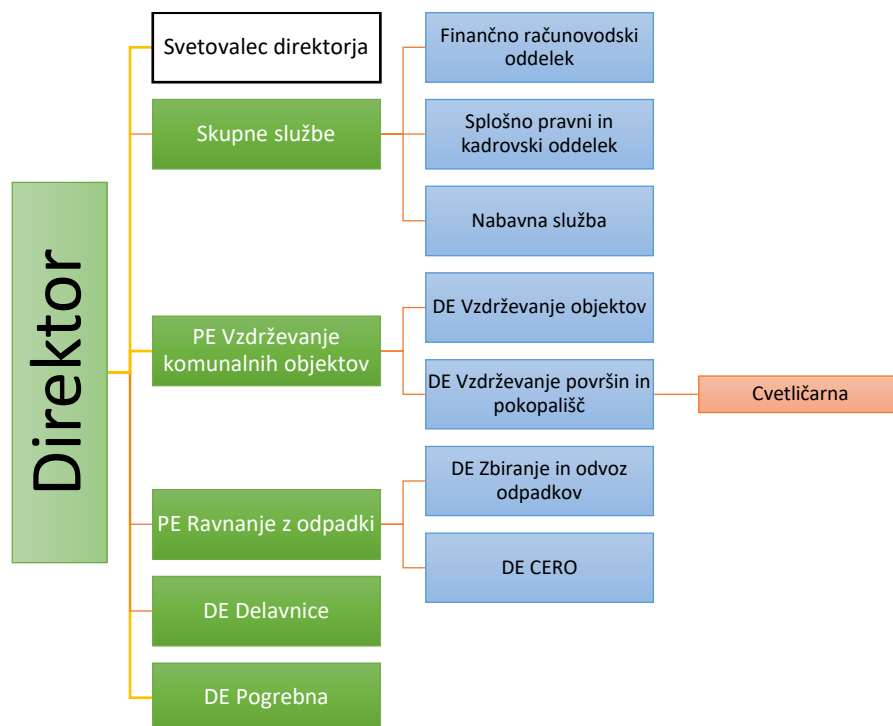 Direktor
Svetovalec direktorja
Skupne službe
Finančno računovodski
oddelek
Splošno pravni in
kadrovski oddelek
Nabavna služba
PE Vzdrževanje
komunalnih objektov
DE Vzdrževanje objektov
DE Vzdrževanje površin in
pokopališč
Cvetličarna
PE Ravnanje z odpadki
DE Zbiranje in odvoz
odpadkov
DE CERO
DE Delavnice
DE Pogrebna